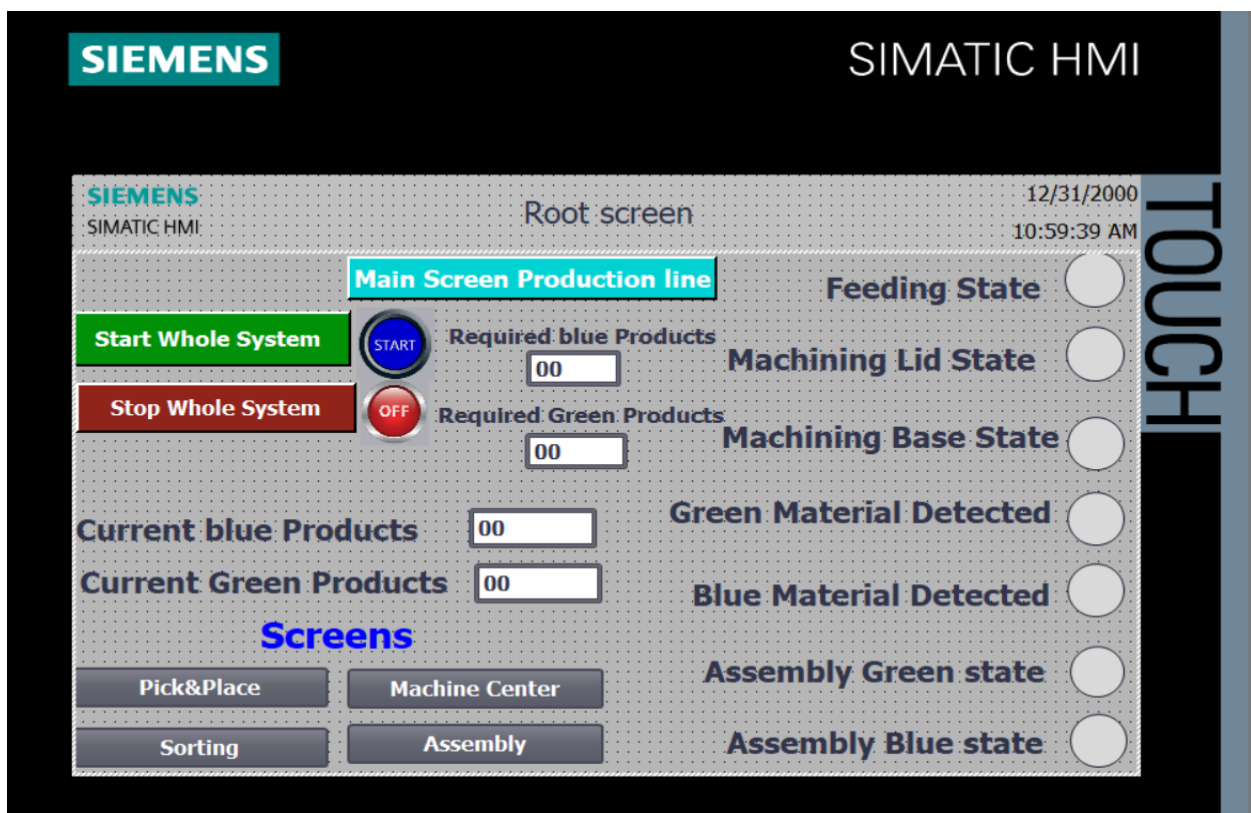 SIEMENS
SIMATIC HMI
TOUCH
SIEMENS
SIMATIC HMI
Root screen
12/31/2000
10:59:39 AM
Main Screen Production line
Feeding State
Start Whole System
START
Required blue Products
00
Machining Lid State
Stop Whole System
OFF
Required Green Products
00
Machining Base State
Green Material Detected
Current blue Products
00
Current Green Products
00
Blue Material Detected
Screens
Assembly Green state
Pick&Place
Machine Center
Sorting
Assembly
Assembly Blue state